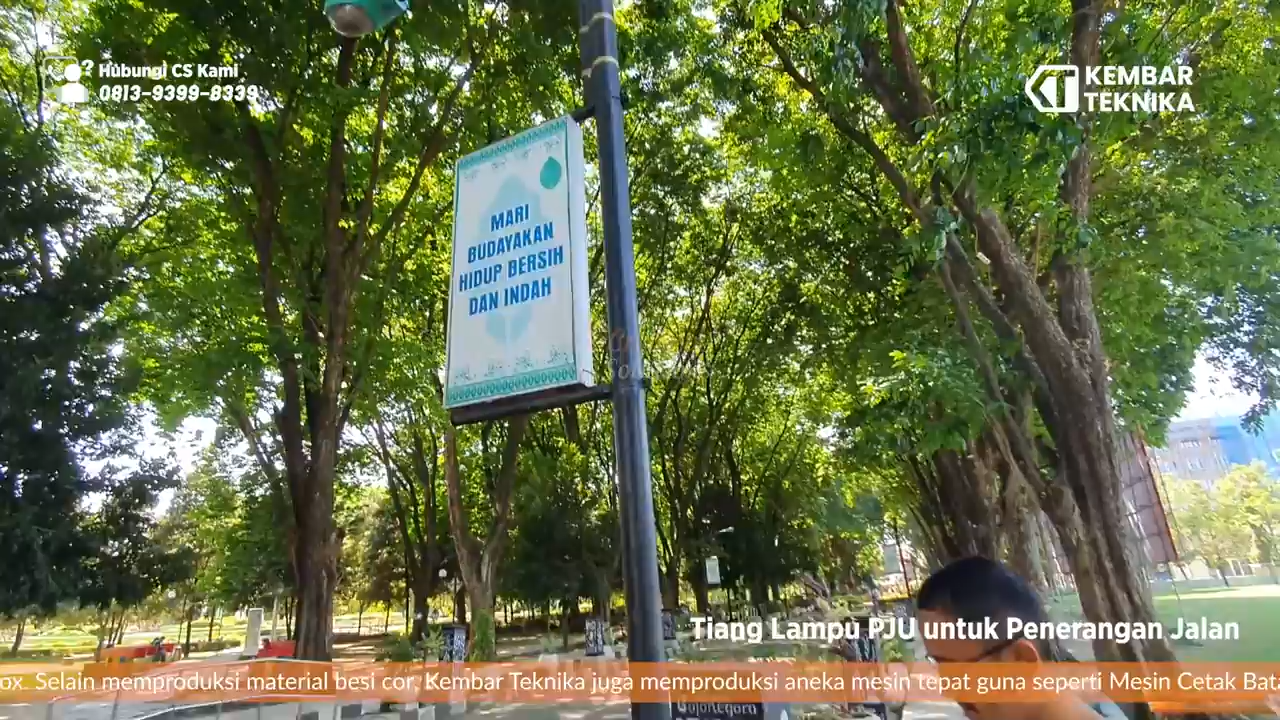 Hubungi CS Kami
0813-9399-8339
KEMBAR
TEKNIKA
MARI
BUDAYAKAN
HIDUP BERSIH
DAN INDAH
Tiang Lampu PJU untuk Penerangan Jalan
ox. Selain memproduksi material besi cor, Kembar Teknika juga memproduksi aneka mesin tepat guna seperti Mesin Cetak Bata
Bojonegoro